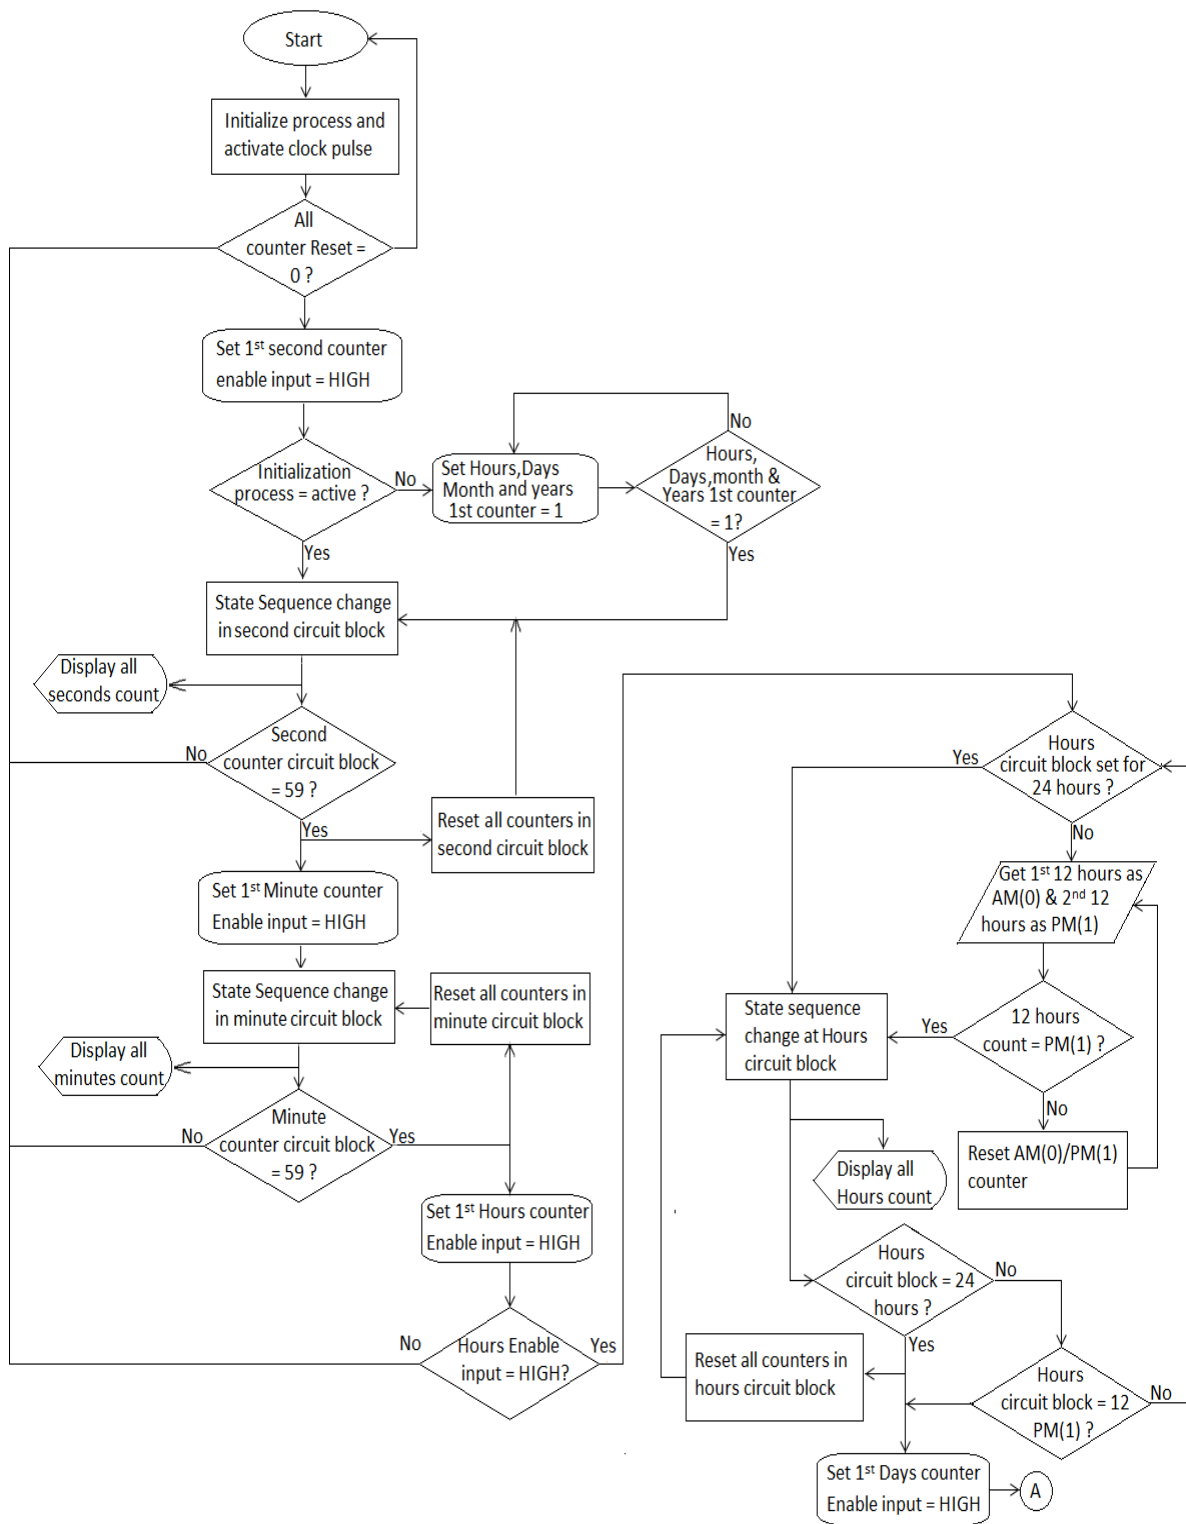 Start
Initialize process and
activate clock pulse
All
counter Reset =
0 ?
Set 1st second counter
enable input = HIGH
Initialization
process = active ?
No
Yes
Set Hours,Days
Month and years
1st counter = 1
No
Hours,
Days,month &
Years 1st counter
= 1?
Yes
State Sequence change
in second circuit block
Display all
seconds count
Second
counter circuit block
= 59 ?
No
Yes
Reset all counters in
second circuit block
Set 1st Minute counter
Enable input = HIGH
State Sequence change
in minute circuit block
Reset all counters in
minute circuit block
Display all
minutes count
Minute
counter circuit block
= 59 ?
No
Yes
Set 1st Hours counter
Enable input = HIGH
Hours Enable
input = HIGH?
No
Yes
Hours
circuit block set for
24 hours ?
Yes
No
Get 1st 12 hours as
AM(0) & 2nd 12
hours as PM(1)
12 hours
count = PM(1) ?
Yes
No
Reset AM(0)/PM(1)
counter
State sequence
change at Hours
circuit block
Display all
Hours count
Hours
circuit block = 24
hours ?
No
Yes
Reset all counters in
hours circuit block
Hours
circuit block = 12
PM(1) ?
No
Set 1st Days counter
Enable input = HIGH
A